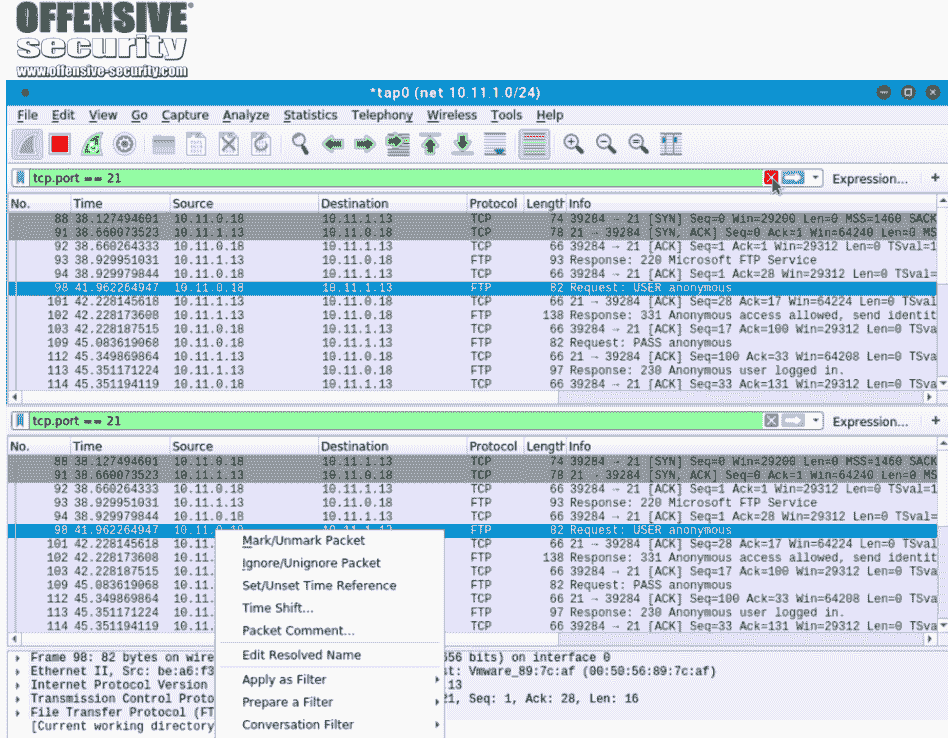 OFFENSIVE
security
www.offensive-security.com
*tap0 (net 10.11.1.0/24)
File Edit View Go Capture Analyze Statistics Telephony Wireless Tools Help
tcp.port == 21 Expression... +
No. Time Source Destination Protocol Length Info
88 38.127494601 10.11.0.18 10.11.1.13 TCP 74 39284 → 21 [SYN] Seq=0 Win=29200 Len=0 MSS=1460 SACK
91 38.660073523 10.11.1.13 10.11.0.18 TCP 78 21 → 39284 [SYN, ACK] Seq=0 Ack=1 Win=64240 Len=0 MS
92 38.660264333 10.11.0.18 10.11.1.13 TCP 66 39284 → 21 [ACK] Seq=1 Ack=1 Win=29312 Len=0 TSval=1
93 38.929951031 10.11.1.13 10.11.0.18 FTP 93 Response: 220 Microsoft FTP Service
94 38.929979844 10.11.0.18 10.11.1.13 TCP 66 39284 → 21 [ACK] Seq=1 Ack=28 Win=29312 Len=0 TSval=
98 41.962264947 10.11.0.18 10.11.1.13 FTP 82 Request: USER anonymous
101 42.228145618 10.11.1.13 10.11.0.18 TCP 66 21 → 39284 [ACK] Seq=28 Ack=17 Win=64224 Len=0 TSval
102 42.228173608 10.11.1.13 10.11.0.18 FTP 138 Response: 331 Anonymous access allowed, send identit
103 42.228187515 10.11.0.18 10.11.1.13 TCP 66 39284 → 21 [ACK] Seq=17 Ack=100 Win=29312 Len=0 TSva
109 45.083619068 10.11.0.18 10.11.1.13 FTP 82 Request: PASS anonymous
112 45.349869864 10.11.1.13 10.11.0.18 TCP 66 21 → 39284 [ACK] Seq=100 Ack=33 Win=64208 Len=0 TSva
113 45.351171224 10.11.1.13 10.11.0.18 FTP 97 Response: 230 Anonymous user logged in.
114 45.351194119 10.11.0.18 10.11.1.13 TCP 66 39284 → 21 [ACK] Seq=33 Ack=131 Win=29312 Len=0 TSva
tcp.port == 21 Expression... +
No. Time Source Destination Protocol Length Info
88 38.127494601 10.11.0.18 10.11.1.13 TCP 74 39284 → 21 [SYN] Seq=0 Win=29200 Len=0 MSS=1460 SACK
91 38.660073523 10.11.1.13 10.11.0.18 TCP 78 21 → 39284 [SYN, ACK] Seq=0 Ack=1 Win=64240 Len=0 MS
92 38.660264333 10.11.0.18 10.11.1.13 TCP 66 39284 → 21 [ACK] Seq=1 Ack=1 Win=29312 Len=0 TSval=1
93 38.929951031 10.11.1.13 10.11.0.18 FTP 93 Response: 220 Microsoft FTP Service
94 38.929979844 10.11.0.18 10.11.1.13 TCP 66 39284 → 21 [ACK] Seq=1 Ack=28 Win=29312 Len=0 TSval=
98 41.962264947 FTP 82 Request: USER anonymous
101 42.228145618 10.11. TCP 66 21 → 39284 [ACK] Seq=28 Ack=17 Win=64224 Len=0 TSval
102 42.228173608 10.11. FTP 138 Response: 331 Anonymous access allowed, send identit
103 42.228187515 10.11. TCP 66 39284 → 21 [ACK] Seq=17 Ack=100 Win=29312 Len=0 TSva
109 45.083619068 10.11. FTP 82 Request: PASS anonymous
112 45.349869864 10.11. TCP 66 21 → 39284 [ACK] Seq=100 Ack=33 Win=64208 Len=0 TSva
113 45.351171224 10.11. FTP 97 Response: 230 Anonymous user logged in.
114 45.351194119 10.11. TCP 66 39284 → 21 [ACK] Seq=33 Ack=131 Win=29312 Len=0 TSva
Mark/Unmark Packet
Ignore/Unignore Packet
Set/Unset Time Reference
Time Shift...
Packet Comment...
Edit Resolved Name
Apply as Filter
Prepare a Filter
Conversation Filter
Frame 98: 82 bytes on wire 656 bits) on interface 0
Ethernet II, Src: be:a6:f3 st: Vmware_89:7c:af (00:50:56:89:7c:af)
Internet Protocol Version 13
Transmission Control Proto 21, Seq: 1, Ack: 28, Len: 16
File Transfer Protocol (FT
[Current working directory